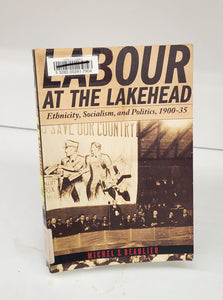 LABOUR
AT THE LAKEHEAD
Ethnicity, Socialism, and Politics, 1900-35
O SAVE OUR COUNTRY
MICHEL S. BEAULIEU